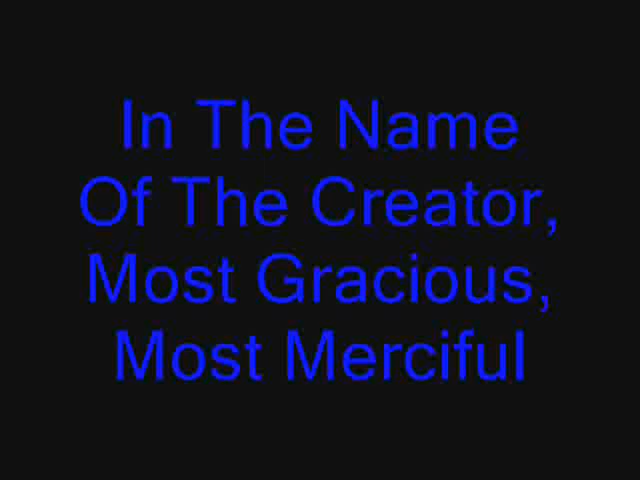 In The Name
Of The Creator,
Most Gracious,
Most Merciful